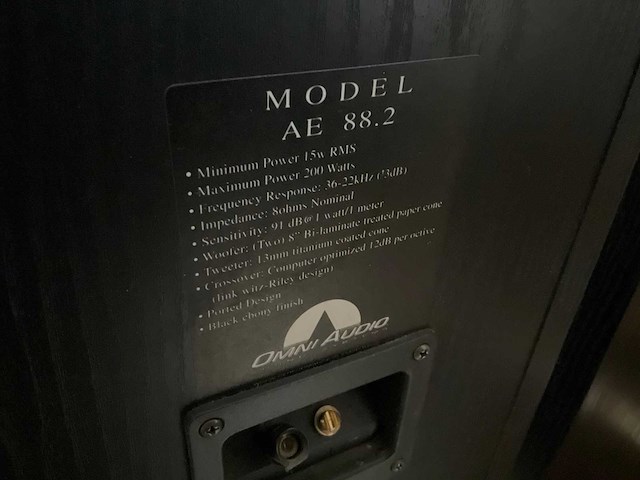 MODEL
AE 88.2
• Minimum Power 15w RMS
• Maximum Power 200 Watts
• Frequency Response: 36-22kHz (?3dB)
• Impedance: 8ohms Nominal
• Sensitivity: 91 dB@1 watt/1 meter
• Woofer: (Two) 8" Bi-laminate treated paper cone
• Tweeter: 13mm titanium coated cone
• Crossover: Computer optimized 12dB per octive
(link witz-Riley design)
• Ported Design
• Black ebony finish
OMNI AUDIO